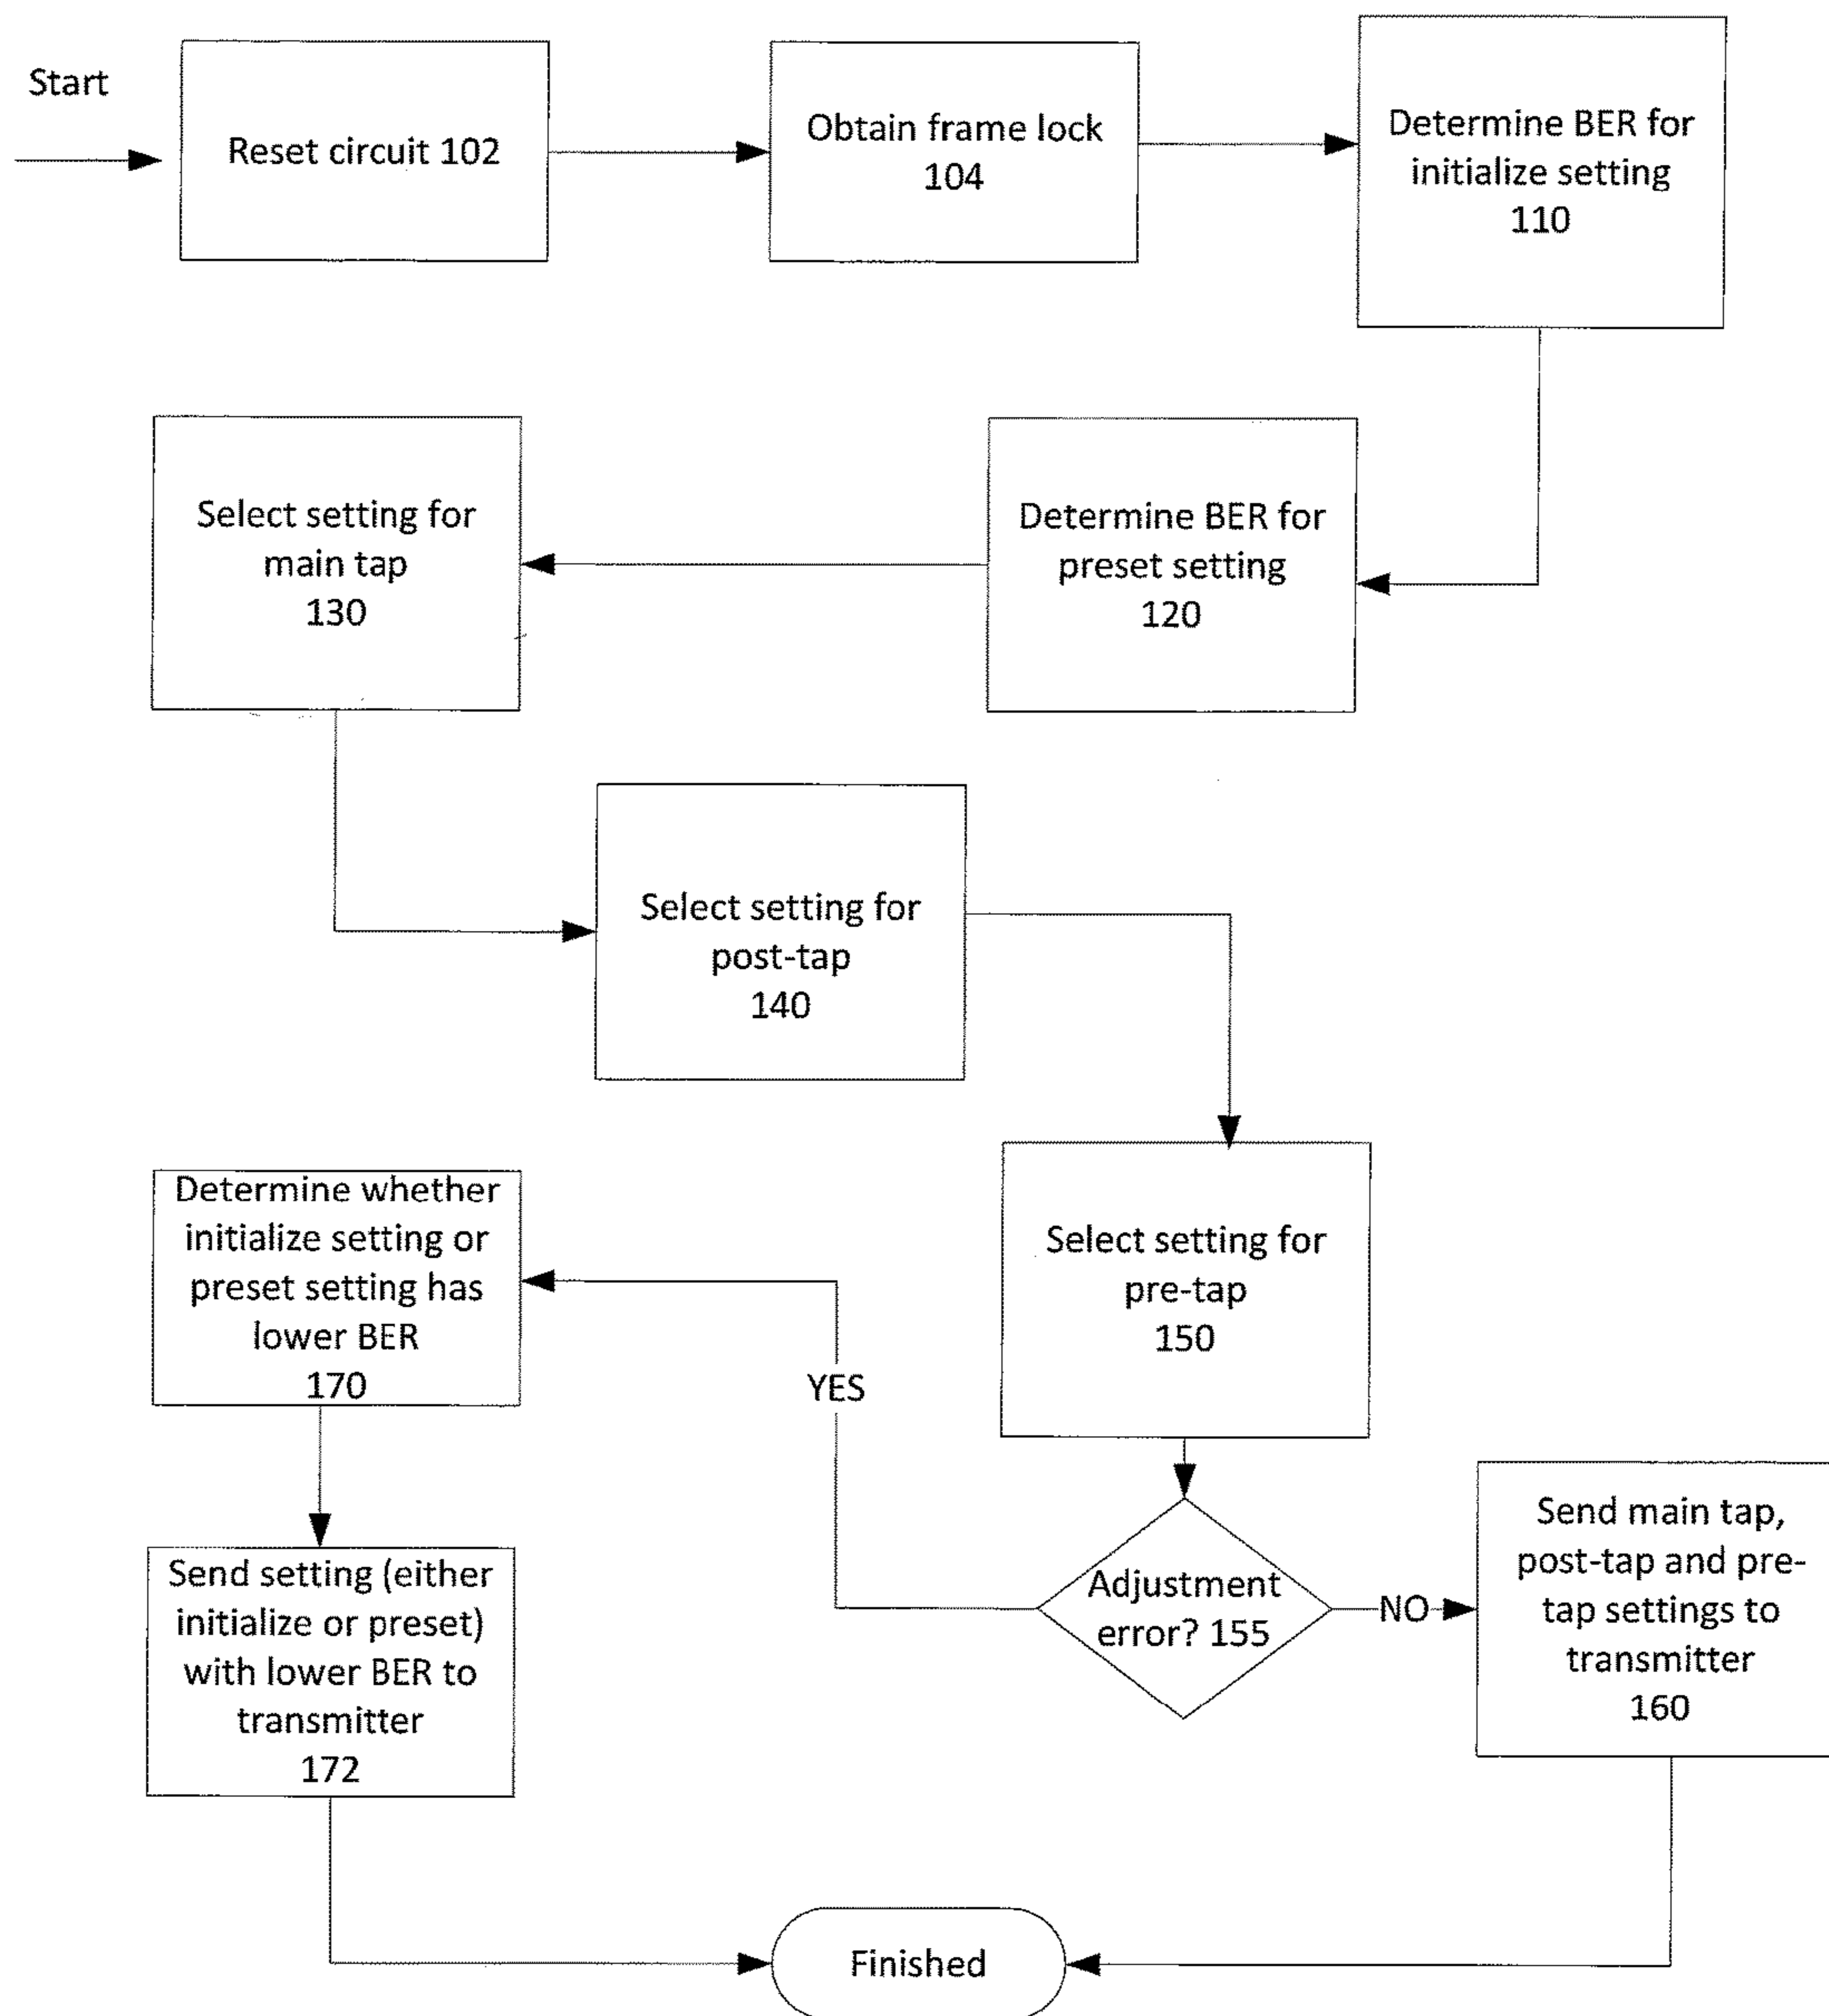 Start
Reset circuit 102
Obtain frame lock
104
Determine BER for
initialize setting
110
Select setting for
main tap
130
Determine BER for
preset setting
120
Select setting for
post-tap
140
Select setting for
pre-tap
150
Determine whether
initialize setting or
preset setting has
lower BER
170
YES
Adjustment
error? 155
NO
Send main tap,
post-tap and pre-
tap settings to
transmitter
160
Send setting (either
initialize or preset)
with lower BER to
transmitter
172
Finished